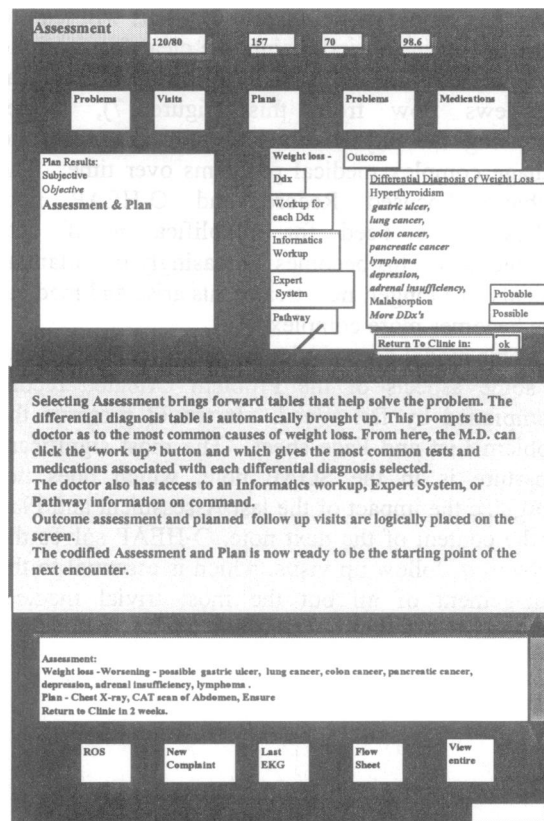 Assessment
120/80 157 70 98.6
Problems Visits Plans Problems Medications
Plan Results:
Subjective
Objective
Assessment & Plan
Weight loss - Outcome
Ddx
Workup for
each Ddx
Informatics
Workup
Expert
System
Pathway
Differential Diagnosis of Weight Loss
Hyperthyroidism
gastric ulcer,
lung cancer,
colon cancer,
pancreatic cancer
lymphoma
depression,
adrenal insufficiency,
Malabsorption
More DDx's
Probable
Possible
Return To Clinic in: ok
Selecting Assessment brings forward tables that help solve the problem. The
differential diagnosis table is automatically brought up. This prompts the
doctor as to the most common causes of weight loss. From here, the M.D. can
click the "work up" button and which gives the most common tests and
medications associated with each differential diagnosis selected.
The doctor also has access to an Informatics workup, Expert System, and
Pathway information on command.
Outcome assessment and planned follow up visits are logically placed on the
screen.
The codified Assessment and Plan is now ready to be the starting point of the
next encounter.
Assessment:
Weight loss -Worsening - possible gastric ulcer, lung cancer, colon cancer, pancreatic cancer,
depression, adrenal insufficiency, lymphoma .
Plan - Chest X-ray, CAT scan of Abdomen, Ensure
Return to Clinic in 2 weeks.
ROS New Complaint Last EKG Flow Sheet View entire